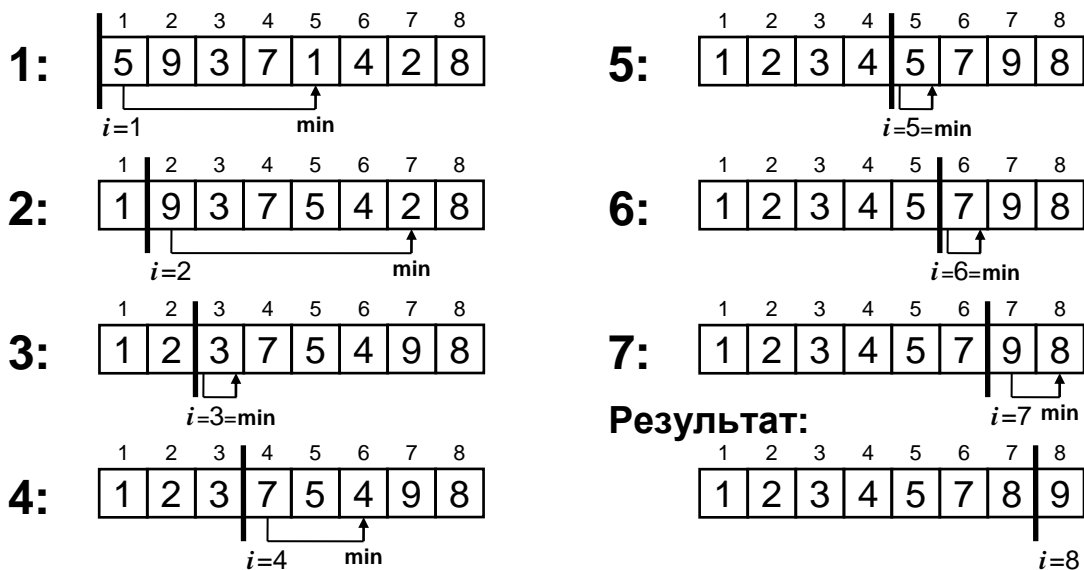 1 2 3 4 5 6 7 8
1: 5 9 3 7 1 4 2 8
i=1 min
1 2 3 4 5 6 7 8
2: 1 9 3 7 5 4 2 8
i=2 min
1 2 3 4 5 6 7 8
3: 1 2 3 7 5 4 9 8
i=3=min
1 2 3 4 5 6 7 8
4: 1 2 3 7 5 4 9 8
i=4 min
1 2 3 4 5 6 7 8
5: 1 2 3 4 5 7 9 8
i=5=min
1 2 3 4 5 6 7 8
6: 1 2 3 4 5 7 9 8
i=6=min
1 2 3 4 5 6 7 8
7: 1 2 3 4 5 7 9 8
i=7 min
Результат:
1 2 3 4 5 6 7 8
1 2 3 4 5 7 8 9
i=8